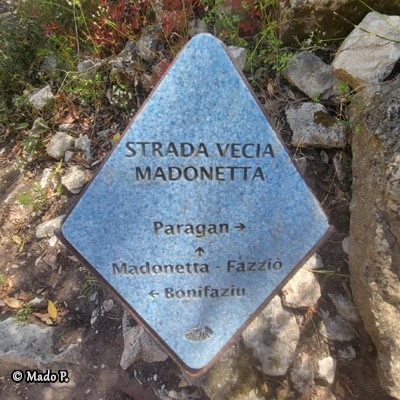 STRADA VECIA
MADONETTA
Paragan →
↑
Madonetta - Fazziò
← Bonifaziu
© Mado P.